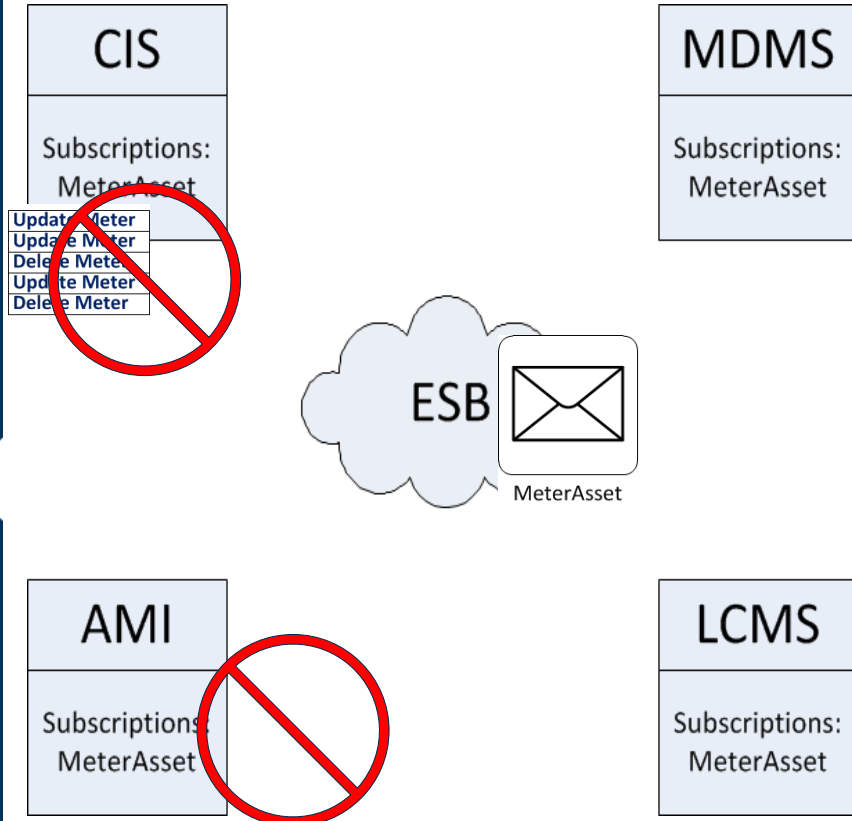 CIS
Subscriptions:
MeterAsset
Update Meter
Update Meter
Delete Meter
Update Meter
Delete Meter
MDMS
Subscriptions:
MeterAsset
ESB
MeterAsset
AMI
Subscriptions:
MeterAsset
LCMS
Subscriptions:
MeterAsset